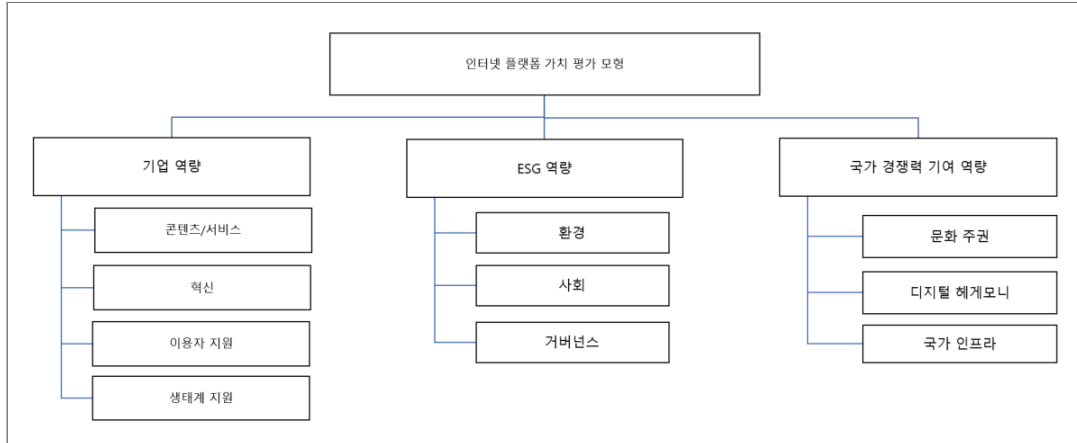 인터넷 플랫폼 가치 평가 모형
기업 역량
콘텐츠/서비스
혁신
이용자 지원
생태계 지원
ESG 역량
환경
사회
거버넌스
국가 경쟁력 기여 역량
문화 주권
디지털 헤게모니
국가 인프라